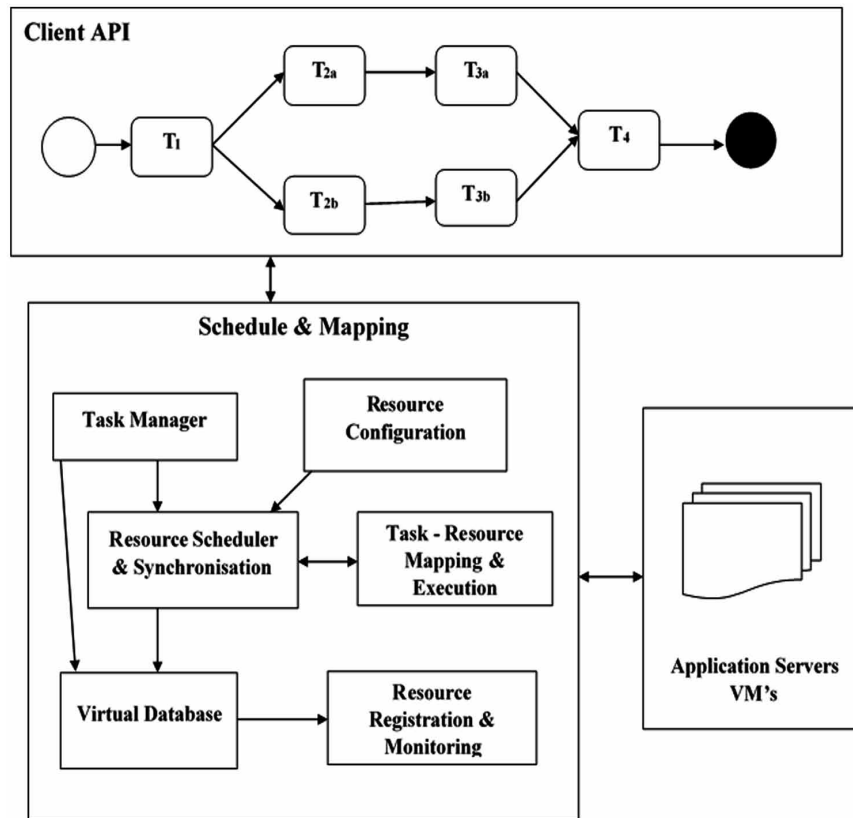 Client API
T2a
T3a
T1
T4
T2b
T3b
Schedule & Mapping
Task Manager
Resource
Configuration
Resource Scheduler
& Synchronisation
Task - Resource
Mapping &
Execution
Virtual Database
Resource
Registration &
Monitoring
Application Servers
VM's